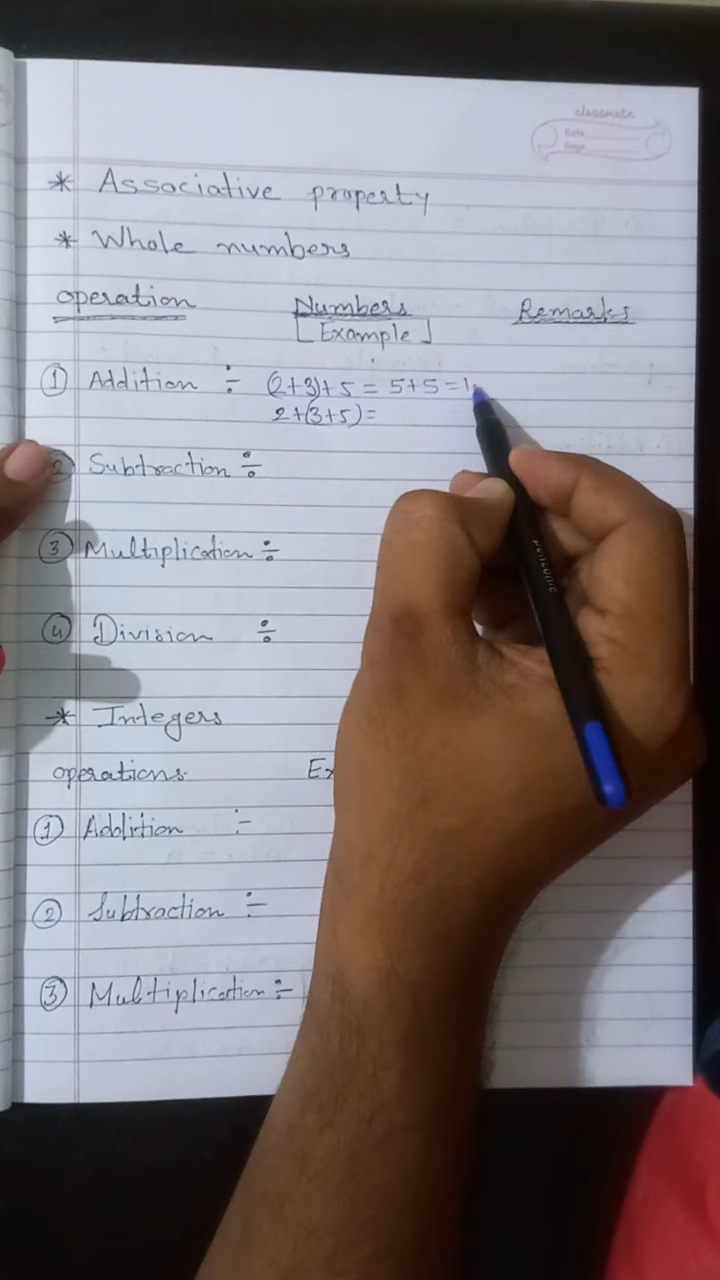 classmate
Date
Page
* Associative property
* Whole numbers
operation Numbers Remarks
[Example]
① Addition ÷ (2+3)+5 = 5+5 = 1
2+(3+5) =
② Subtraction ÷
③ Multiplication ÷
④ Division ÷
* Integers
operations. Ex
① Addition :-
② Subtraction ÷
③ Multiplication ÷